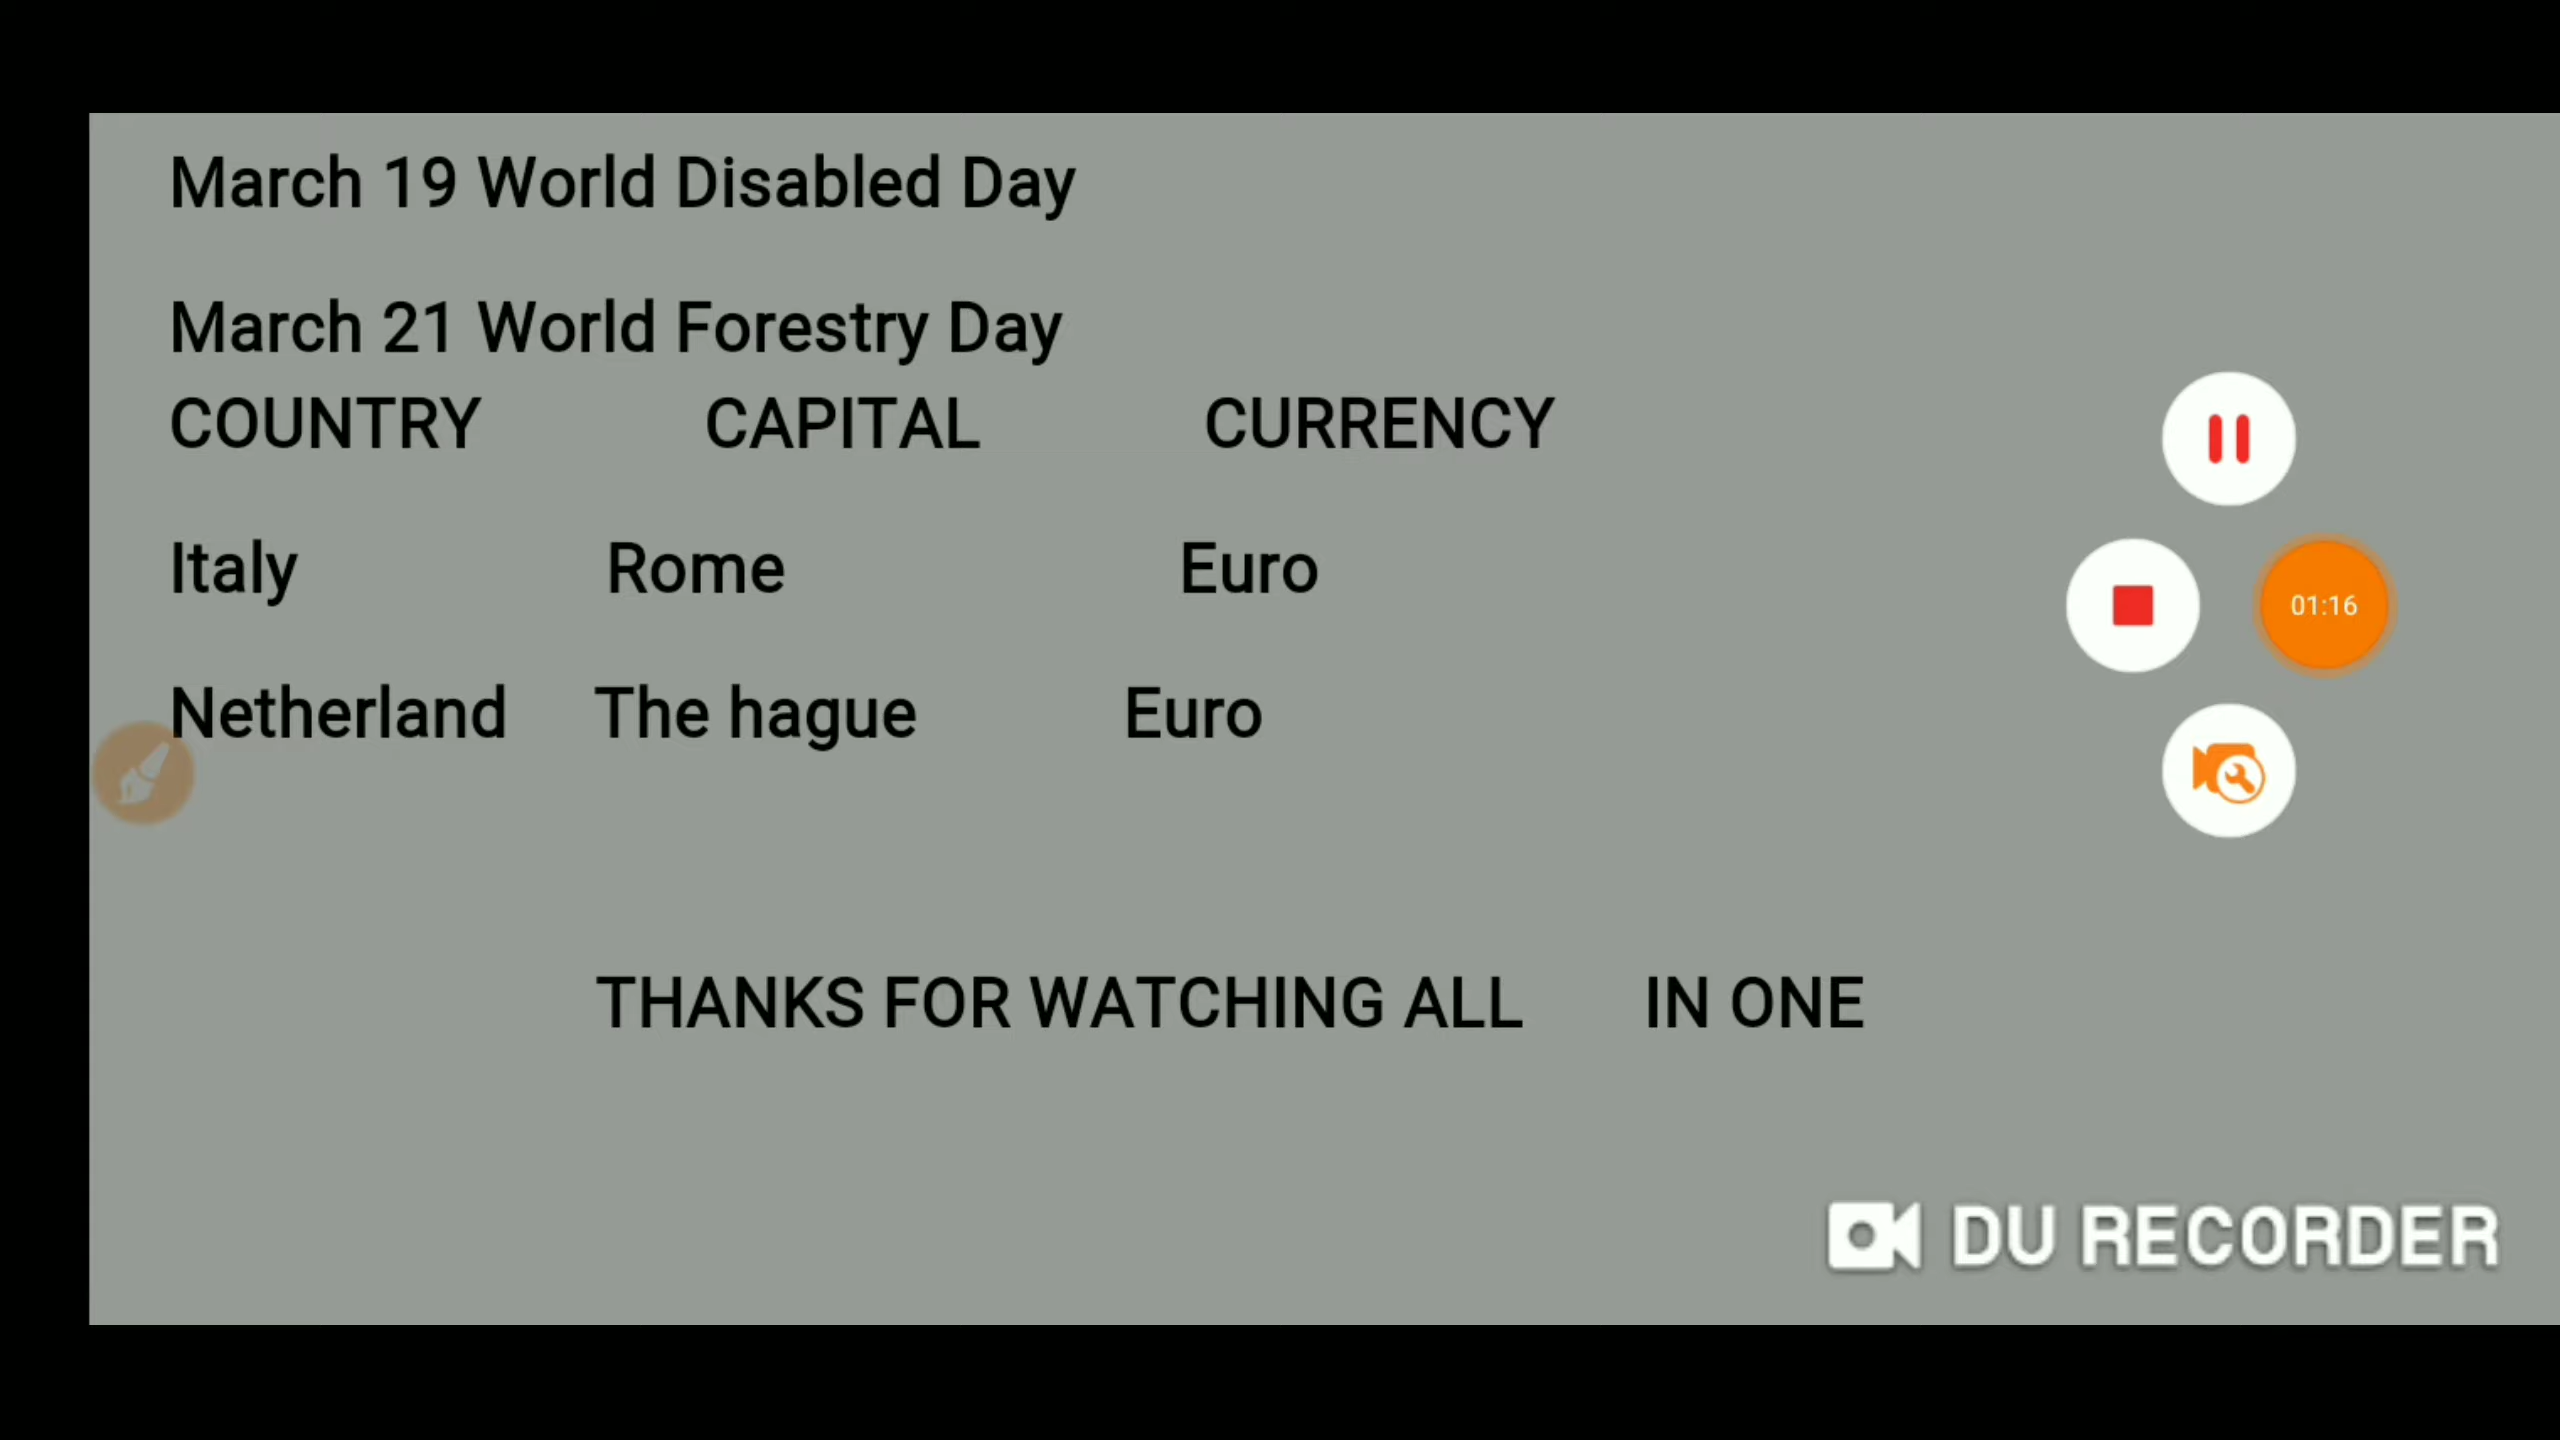 March 19 World Disabled Day
March 21 World Forestry Day
COUNTRY CAPITAL CURRENCY
Italy Rome Euro
01:16
Netherland The hague Euro
THANKS FOR WATCHING ALL IN ONE
DU RECORDER